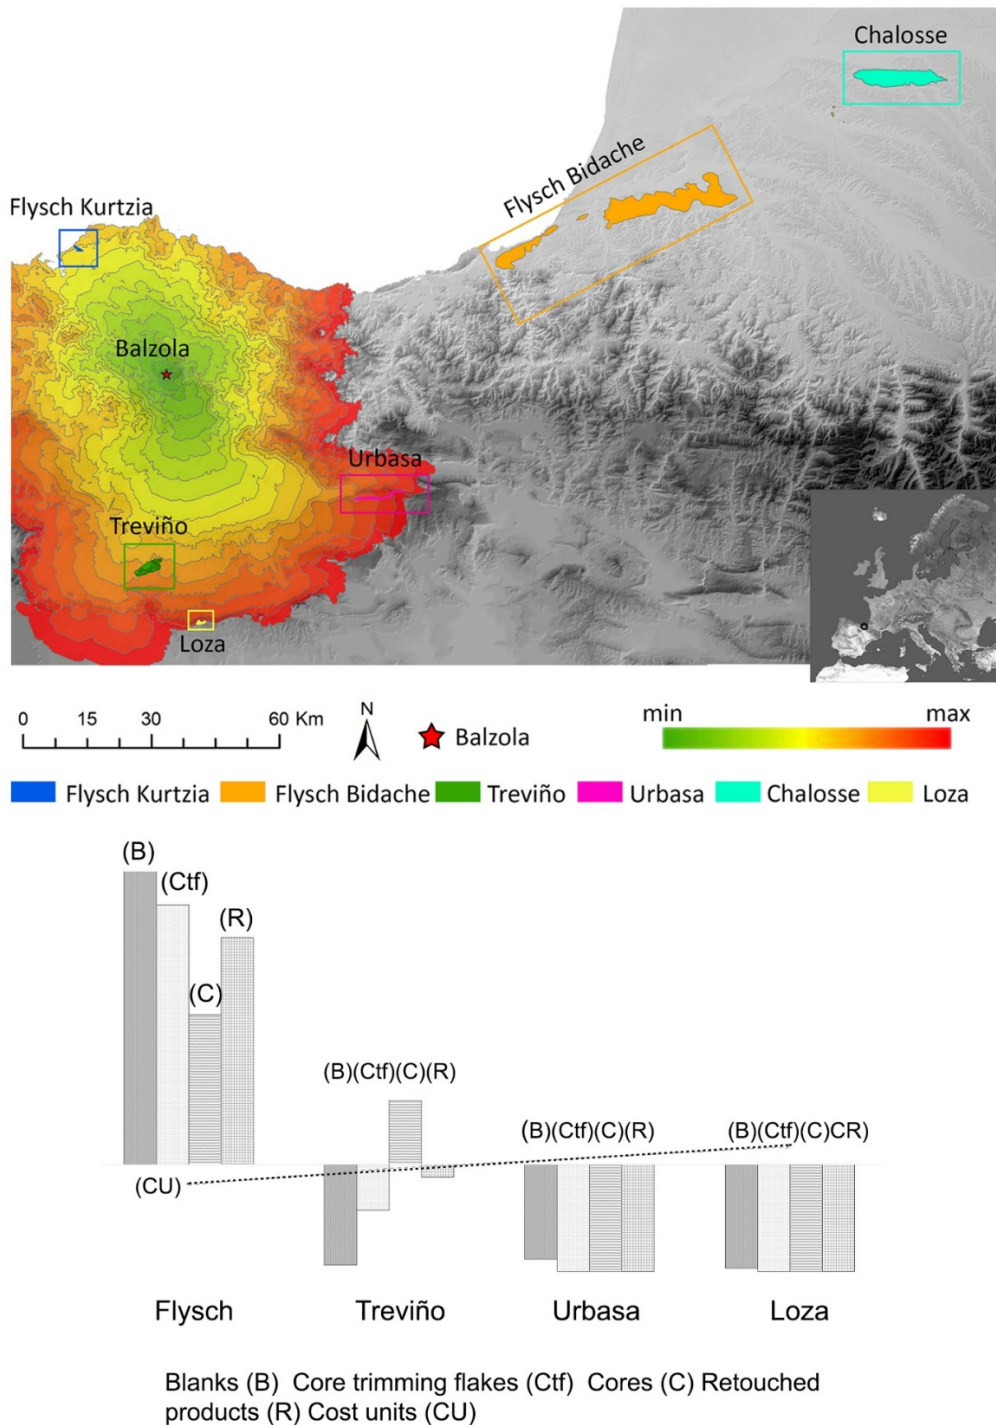 Chalosse
Flysch Bidache
Flysch Kurtzia
Balzola
Urbasa
Treviño
Loza
0 15 30 60 Km
N
Balzola
min max
Flysch Kurtzia Flysch Bidache Treviño Urbasa Chalosse Loza
(B)
(Ctf)
(R)
(C)
(B)(Ctf)(C)(R)
(B)(Ctf)(C)(R)
(B)(Ctf)(C)CR)
(CU)
Flysch Treviño Urbasa Loza
Blanks (B) Core trimming flakes (Ctf) Cores (C) Retouched
products (R) Cost units (CU)